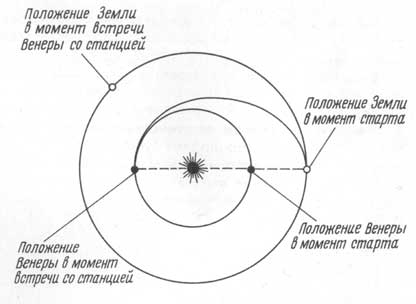 Положение Земли
в момент встречи
Венеры со станцией
Положение Земли
в момент старта
Положение Венеры
в момент старта
Положение
Венеры в момент
встречи со станцией